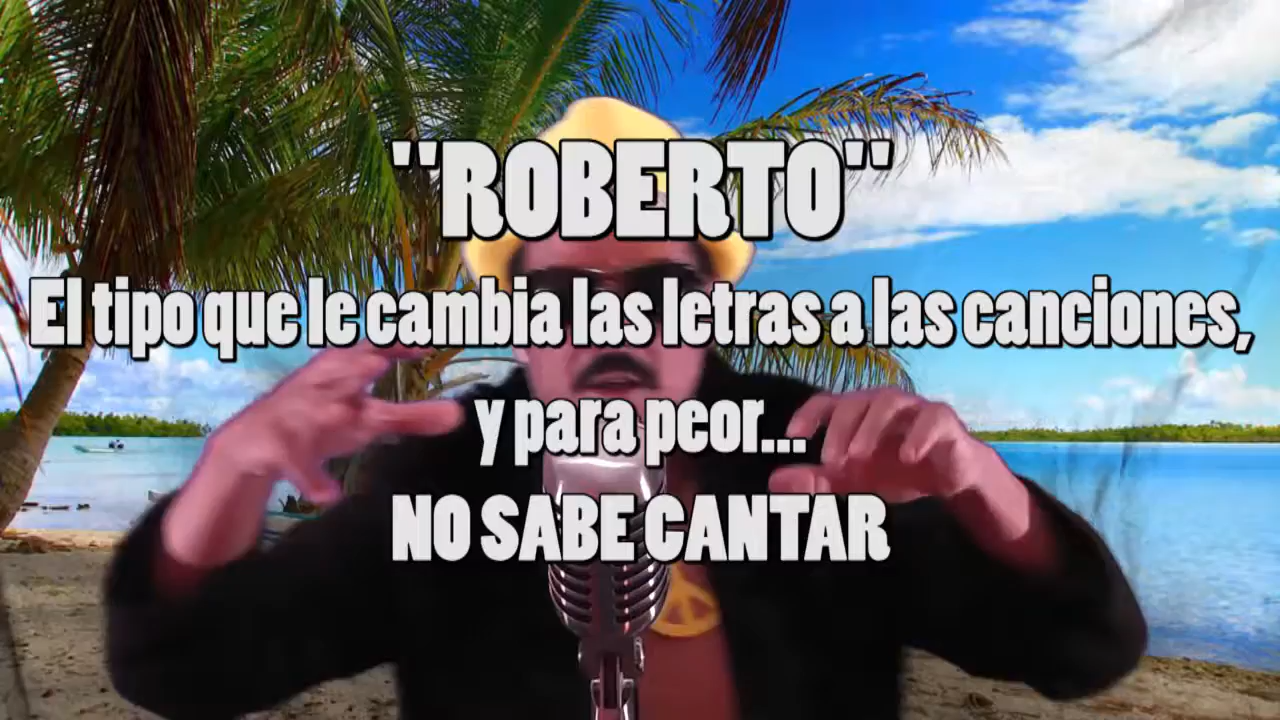 "ROBERTO"
El tipo que le cambia las letras a las canciones,
y para peor...
NO SABE CANTAR